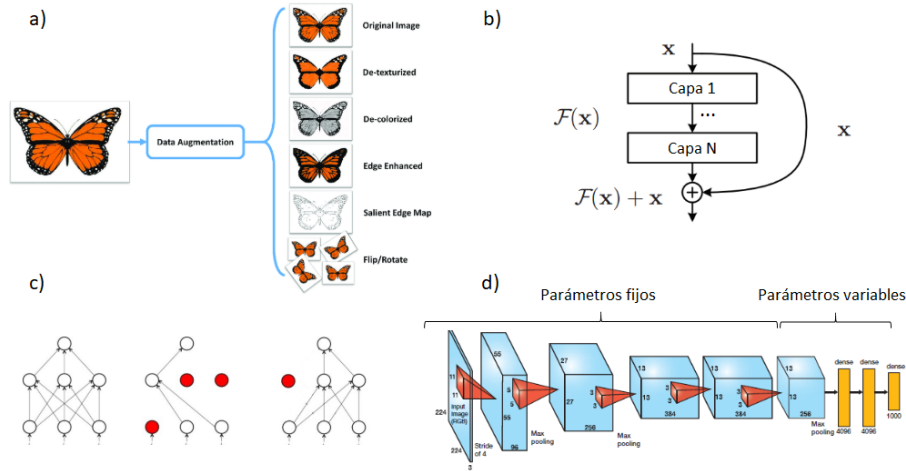 a)
Original Image
De-texturized
Data Augmentation
De-colorized
Edge Enhanced
Salient Edge Map
Flip/Rotate
b)
x
Capa 1
F(x)
...
x
Capa N
F(x) + x
c)
d)
Parámetros fijos
Parámetros variables
224
224
3
11
11
Input
image
(RGB)
Stride
of 4
55
55
96
5
5
Max
pooling
27
27
256
3
3
Max
pooling
13
13
384
3
3
13
13
384
3
3
13
13
256
Max
pooling
dense
4096
dense
4096
dense
1000